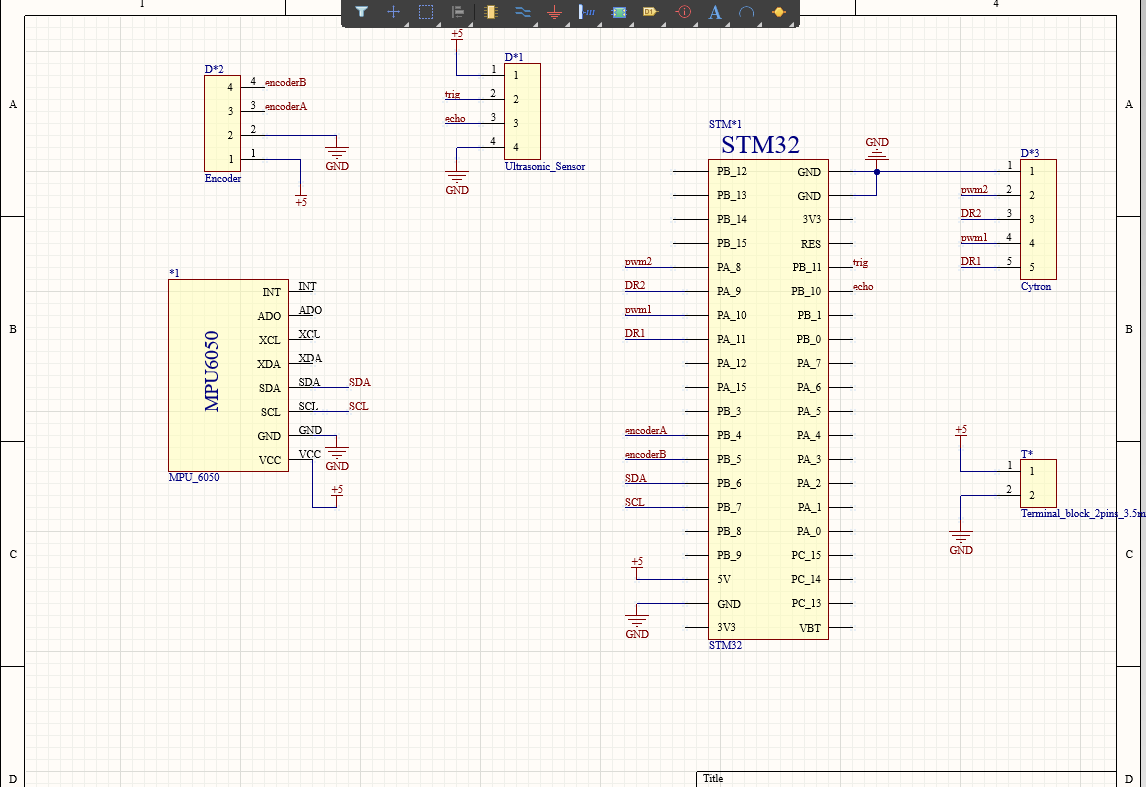 1
4
A
B
C
D
A
B
C
D
D*2
4 4 encoderB
3 3 encoderA
2 2
1 1
GND
+5
Encoder
+5
D*1
1 1
trig 2 2
echo 3 3
4 4
GND
Ultrasonic_Sensor
*1
MPU6050
INT INT
ADO ADO
XCL XCL
XDA XDA
SDA SDA SDA
SCL SCL SCL
GND GND
VCC VCC
GND
+5
MPU_6050
STM*1
STM32
PB_12 GND
PB_13 GND
PB_14 3V3
PB_15 RES
pwm2 PA_8 PB_11 trig
DR2 PA_9 PB_10 echo
pwm1 PA_10 PB_1
DR1 PA_11 PB_0
PA_12 PA_7
PA_15 PA_6
PB_3 PA_5
encoderA PB_4 PA_4
encoderB PB_5 PA_3
SDA PB_6 PA_2
SCL PB_7 PA_1
PB_8 PA_0
PB_9 PC_15
+5
5V PC_14
GND PC_13
3V3 VBT
GND
STM32
GND
D*3
1 1
pwm2 2 2
DR2 3 3
pwm1 4 4
DR1 5 5
Cytron
+5
T*
1 1
2 2
Terminal_block_2pins_3.5m
GND
Title